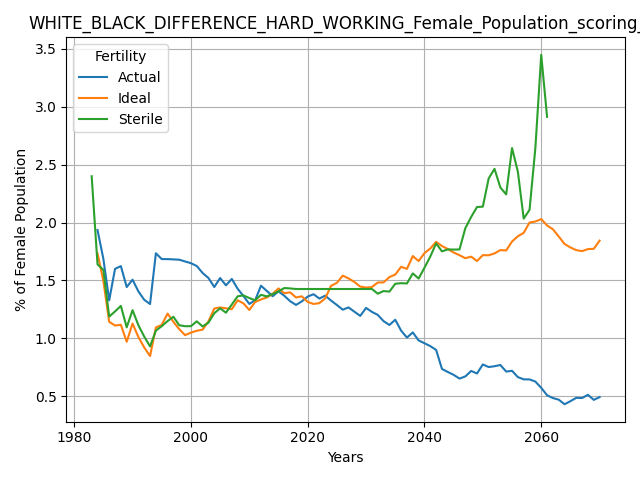 WHITE_BLACK_DIFFERENCE_HARD_WORKING_Female_Population_scoring_
3.5
3.0
2.5
2.0
1.5
1.0
0.5
% of Female Population
Fertility
Actual
Ideal
Sterile
1980
2000
2020
2040
2060
Years